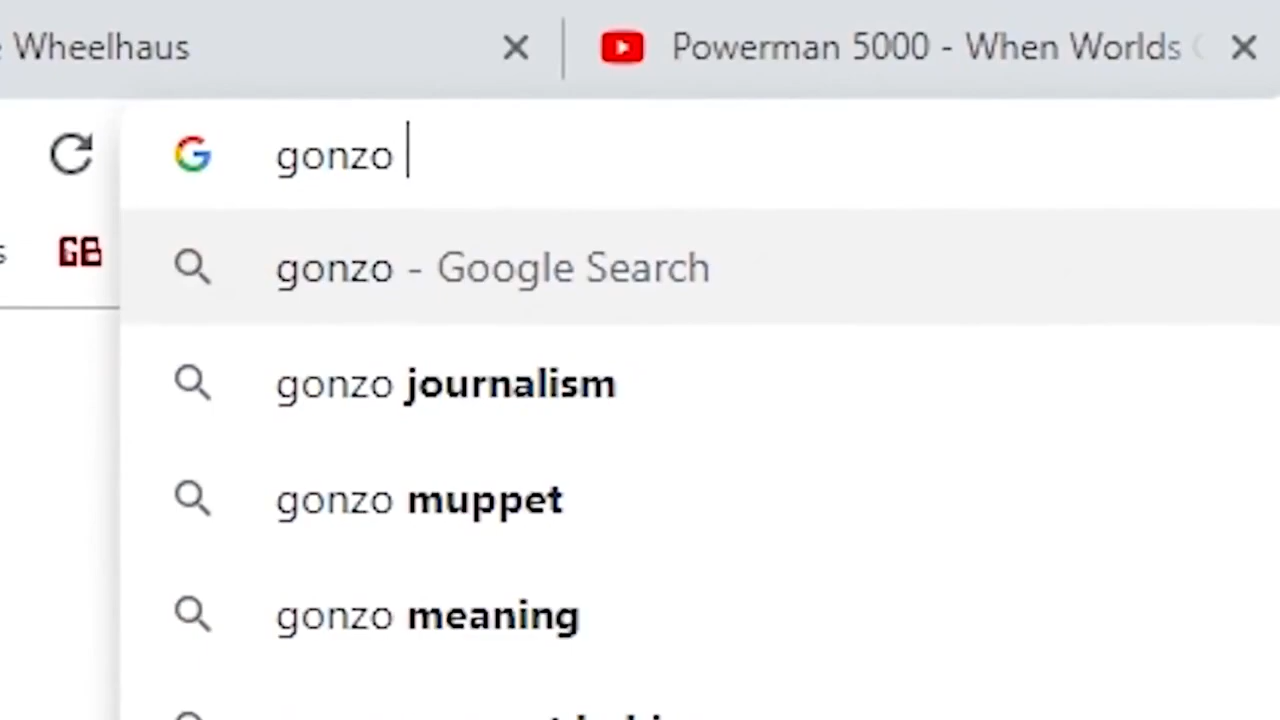 Wheelhaus
Powerman 5000 - When Worlds
gonzo
GB
gonzo - Google Search
gonzo journalism
gonzo muppet
gonzo meaning